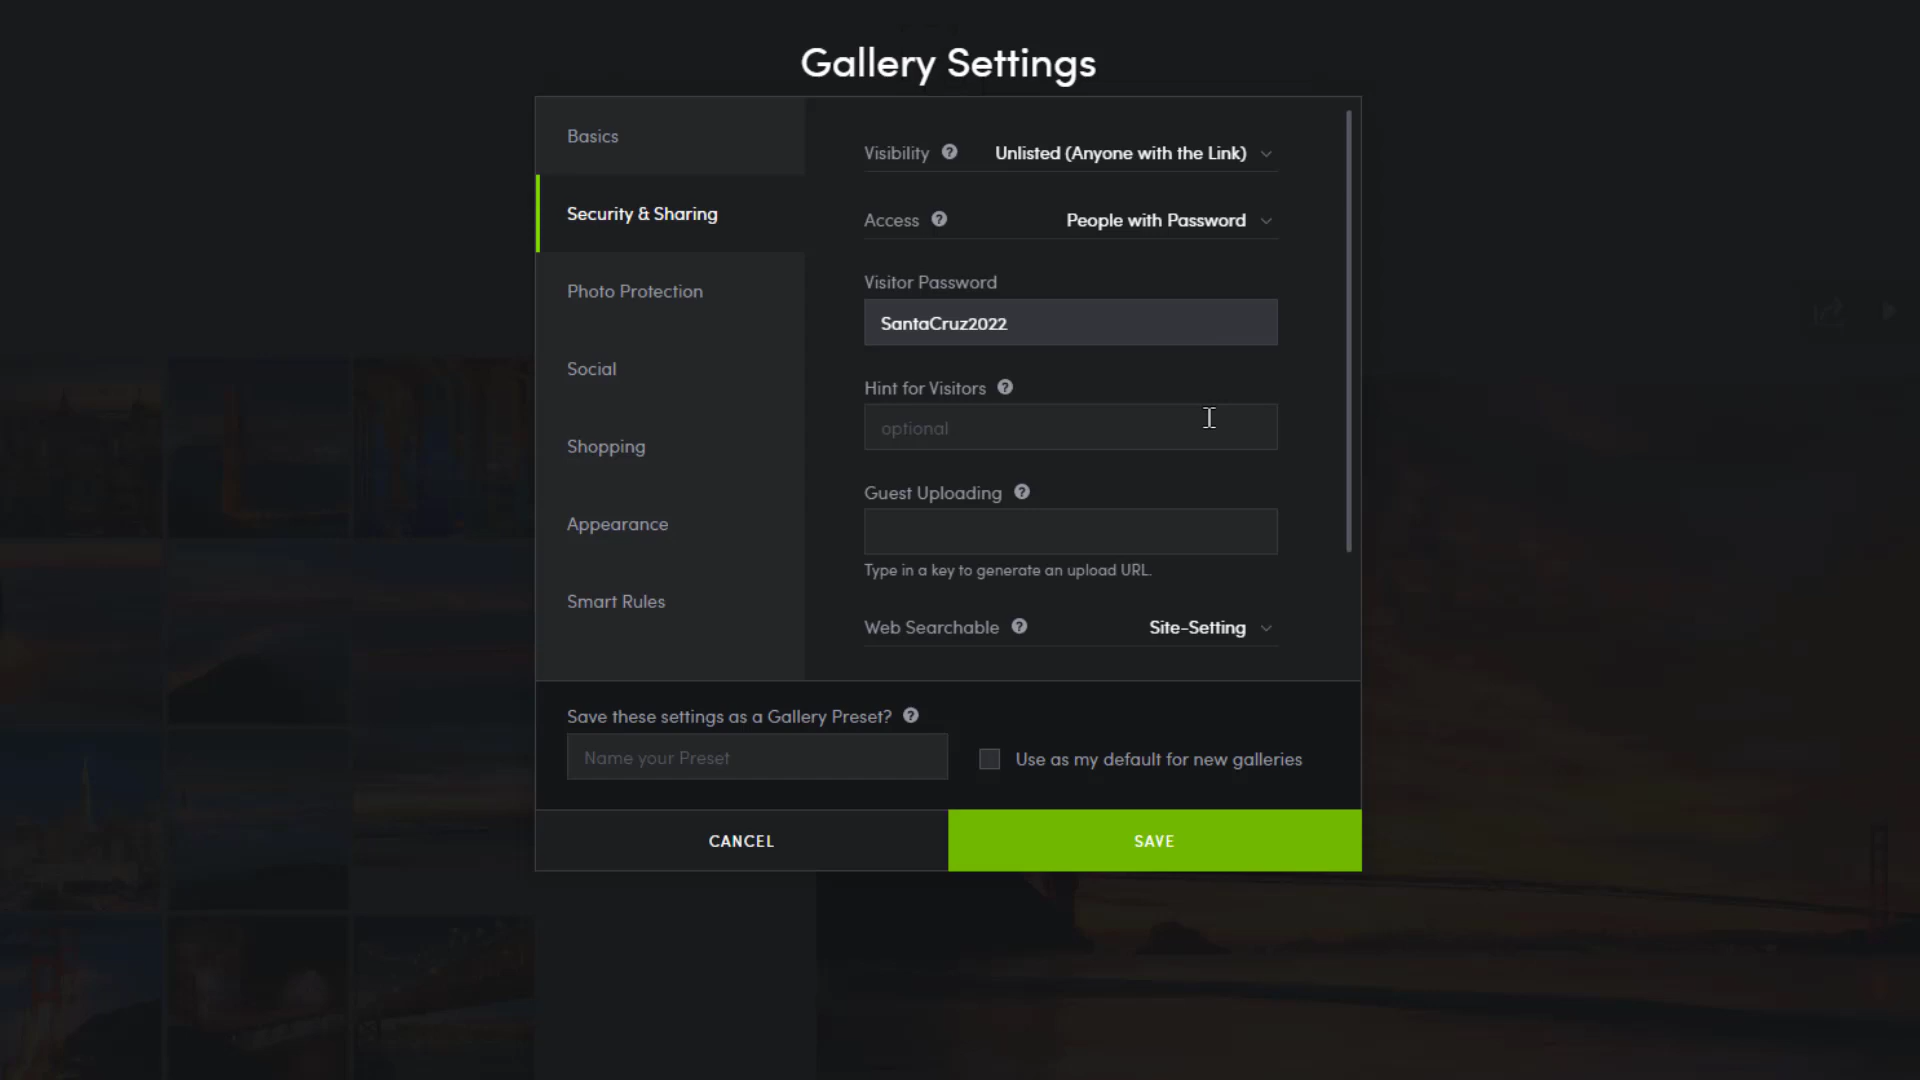 Gallery Settings
Basics
Security & Sharing
Photo Protection
Social
Shopping
Appearance
Smart Rules
Visibility Unlisted (Anyone with the Link)
Access People with Password
Visitor Password
SantaCruz2022
Hint for Visitors
optional
Guest Uploading
Type in a key to generate an upload URL.
Web Searchable Site-Setting
Save these settings as a Gallery Preset?
Name your Preset
Use as my default for new galleries
CANCEL
SAVE